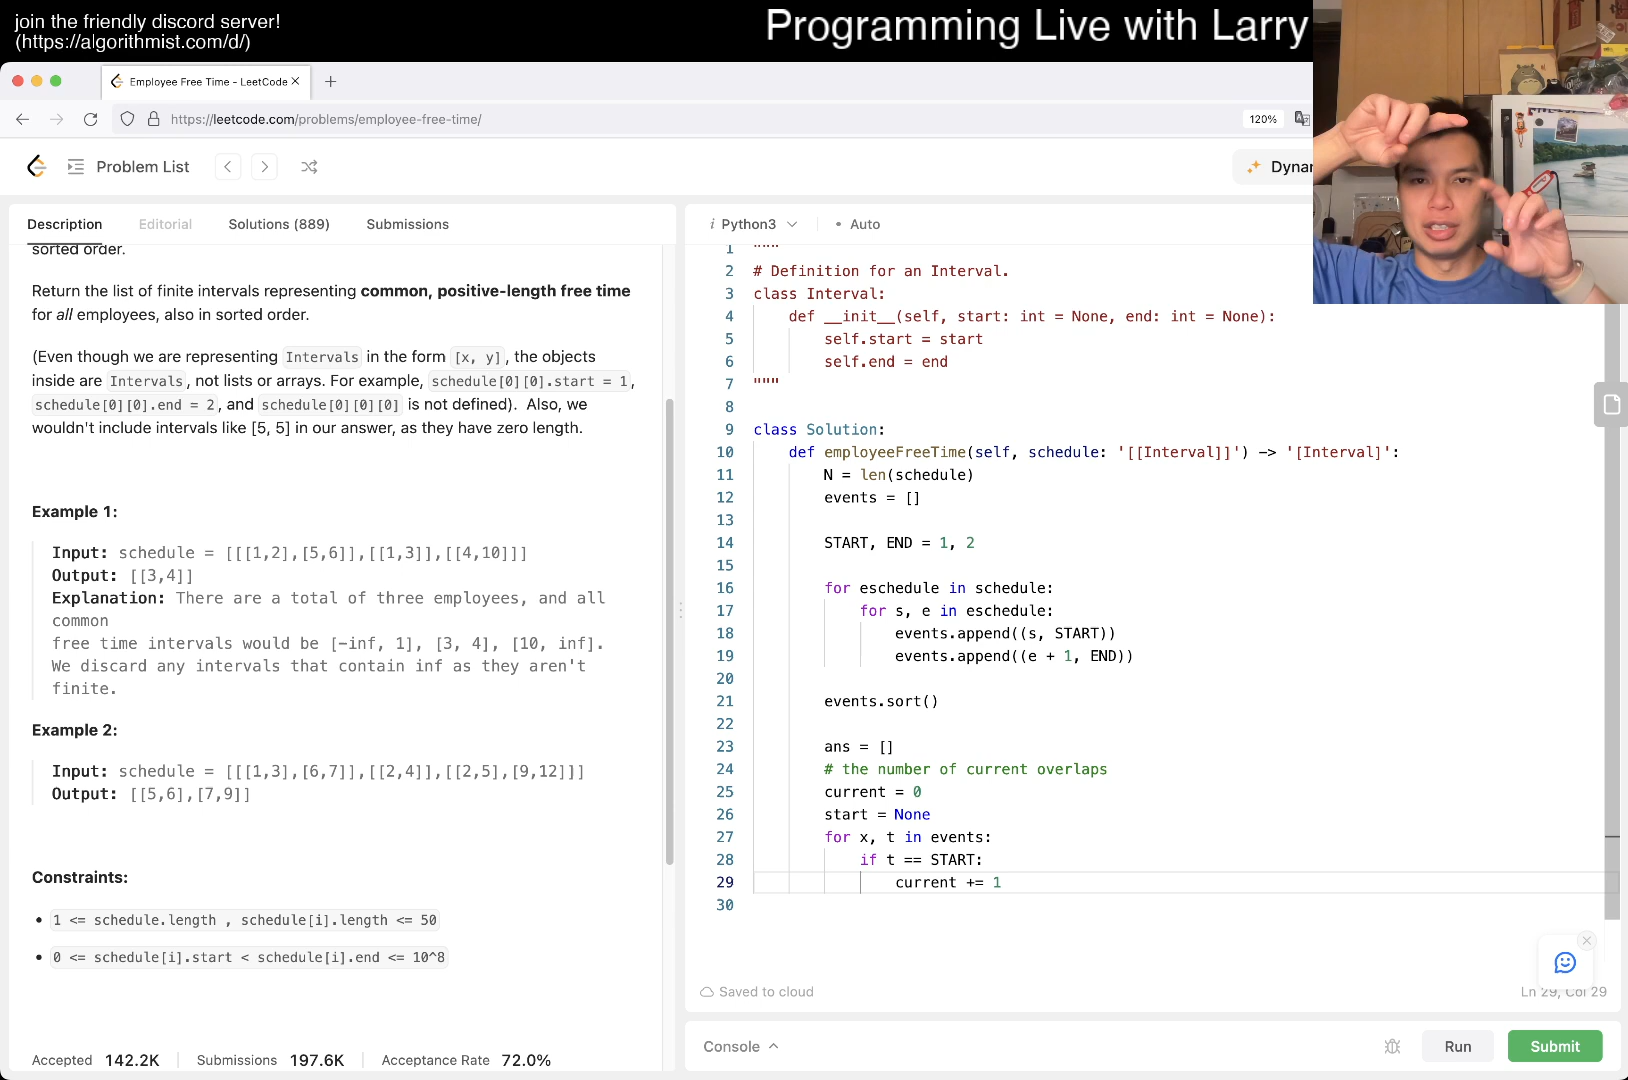 join the friendly discord server!
(https://algorithmist.com/d/)
Programming Live with Larry
Employee Free Time - LeetCode
https://leetcode.com/problems/employee-free-time/
120%
Problem List
Description
Editorial
Solutions (889)
Submissions
sorted order.
Return the list of finite intervals representing common, positive-length free time
for all employees, also in sorted order.
(Even though we are representing Intervals in the form [x, y], the objects
inside are Intervals, not lists or arrays. For example, schedule[0][0].start = 1,
schedule[0][0].end = 2, and schedule[0][0][0] is not defined). Also, we
wouldn't include intervals like [5, 5] in our answer, as they have zero length.
Example 1:
Input: schedule = [[[1,2],[5,6]],[[1,3]],[[4,10]]]
Output: [[3,4]]
Explanation: There are a total of three employees, and all
common
free time intervals would be [-inf, 1], [3, 4], [10, inf].
We discard any intervals that contain inf as they aren't
finite.
Example 2:
Input: schedule = [[[1,3],[6,7]],[[2,4]],[[2,5],[9,12]]]
Output: [[5,6],[7,9]]
Constraints:
• 1 <= schedule.length , schedule[i].length <= 50
• 0 <= schedule[i].start < schedule[i].end <= 10^8
Accepted 142.2K
Submissions 197.6K
Acceptance Rate 72.0%
i Python3
• Auto
1 """
2 # Definition for an Interval.
3 class Interval:
4 def __init__(self, start: int = None, end: int = None):
5 self.start = start
6 self.end = end
7 """
8
9 class Solution:
10 def employeeFreeTime(self, schedule: '[[Interval]]') -> '[Interval]':
11 N = len(schedule)
12 events = []
13
14 START, END = 1, 2
15
16 for eschedule in schedule:
17 for s, e in eschedule:
18 events.append((s, START))
19 events.append((e + 1, END))
20
21 events.sort()
22
23 ans = []
24 # the number of current overlaps
25 current = 0
26 start = None
27 for x, t in events:
28 if t == START:
29 current += 1
30
Saved to cloud
Ln 29, Col 29
Console
Run
Submit